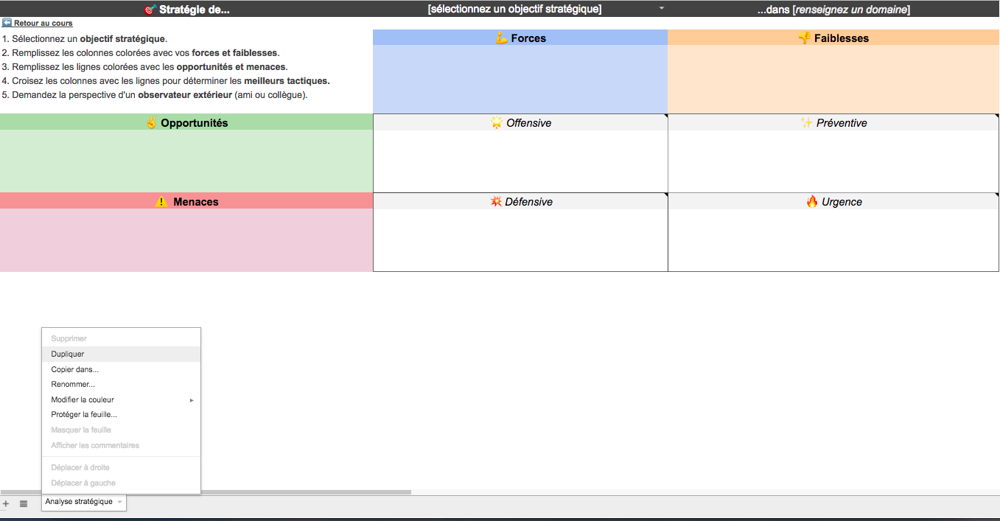 🎯 Stratégie de...
[sélectionnez un objectif stratégique]
...dans [renseignez un domaine]
⬅️ Retour au cours
1. Sélectionnez un objectif stratégique.
2. Remplissez les colonnes colorées avec vos forces et faiblesses.
3. Remplissez les lignes colorées avec les opportunités et menaces.
4. Croisez les colonnes avec les lignes pour déterminer les meilleurs tactiques.
5. Demandez la perspective d'un observateur extérieur (ami ou collègue).
💪 Forces
👎 Faiblesses
✌️ Opportunités
🌟 Offensive
✨ Préventive
⚠️ Menaces
💥 Défensive
🔥 Urgence
Supprimer
Dupliquer
Copier dans...
Renommer...
Modifier la couleur
Protéger la feuille...
Masquer la feuille
Afficher les commentaires
Déplacer à droite
Déplacer à gauche
Analyse stratégique